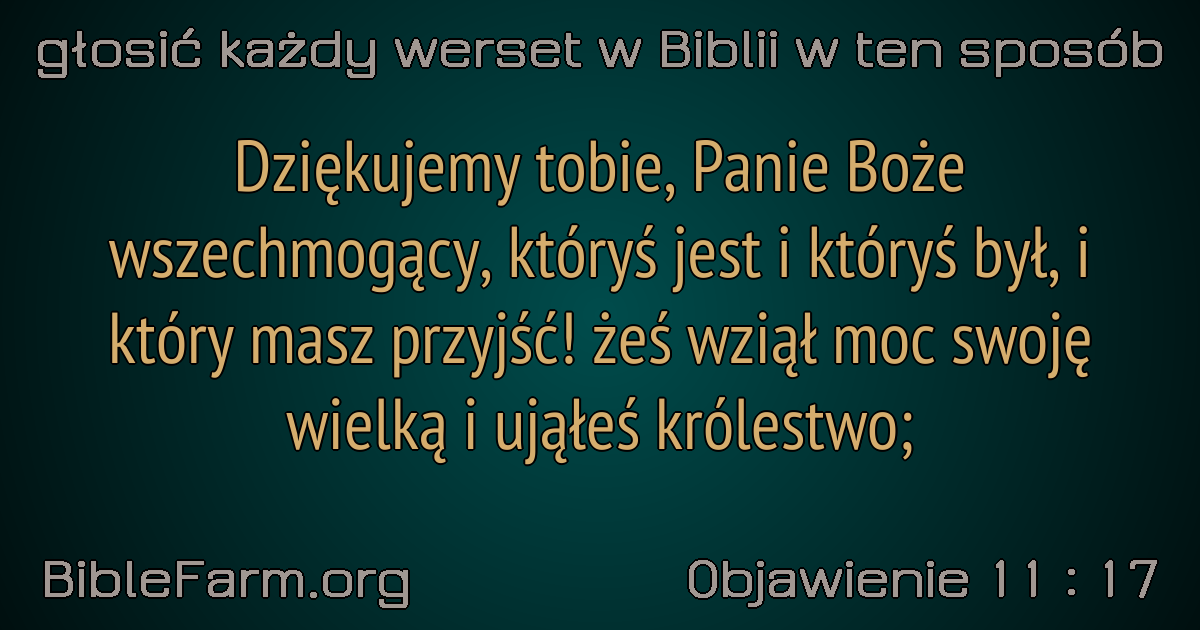 głosić każdy werset w Biblii w ten sposób
Dziękujemy tobie, Panie Boże
wszechmogący, któryś jest i któryś był, i
który masz przyjść! żeś wziął moc swoję
wielką i ująłeś królestwo;
BibleFarm.org
Objawienie 11 : 17